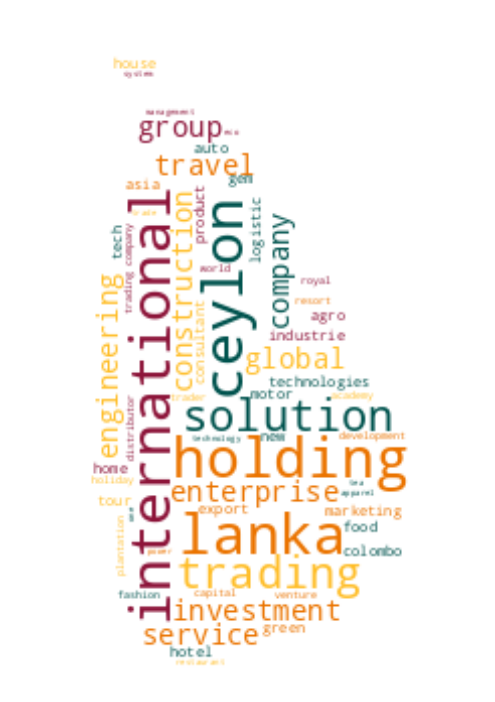 house
system
management
group
eco
auto
travel
gem
asia
product
trade
international
construction
ceylon
logistic
company
tech
trading company
world
royal
resort
agro
industrie
engineering
consultant
global
technologies
motor
academy
trader
distributor
solution
technology
new
development
holding
home
holiday
tea
enterprise
apparel
tour
export
marketing
lanka
food
colombo
plantation
power
trading
fashion
capital
venture
investment
service
green
hotel
restaurant